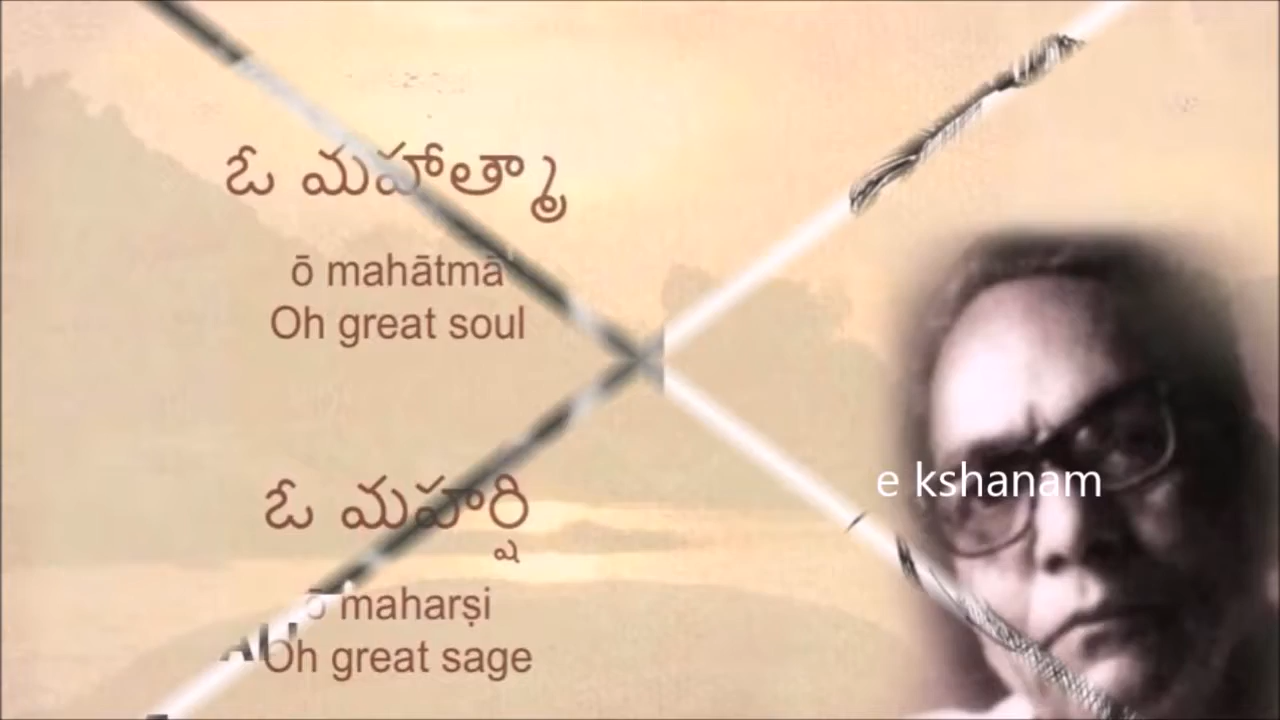 ఓ మహాత్మా
ō mahātmā
Oh great soul
e kshanam
ఓ మహర్షి
ō maharṣi
Oh great sage